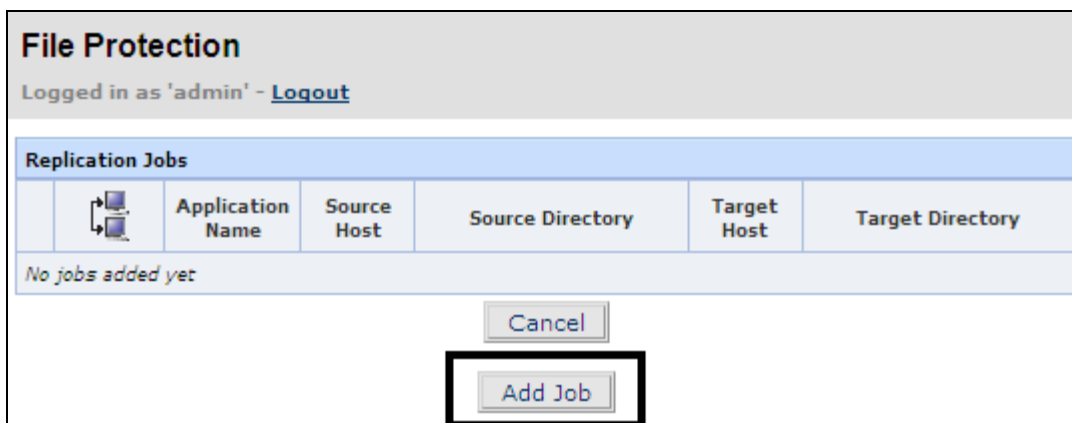 File Protection
Logged in as 'admin' - Logout
Replication Jobs
Application Name
Source Host
Source Directory
Target Host
Target Directory
No jobs added yet
Cancel
Add Job